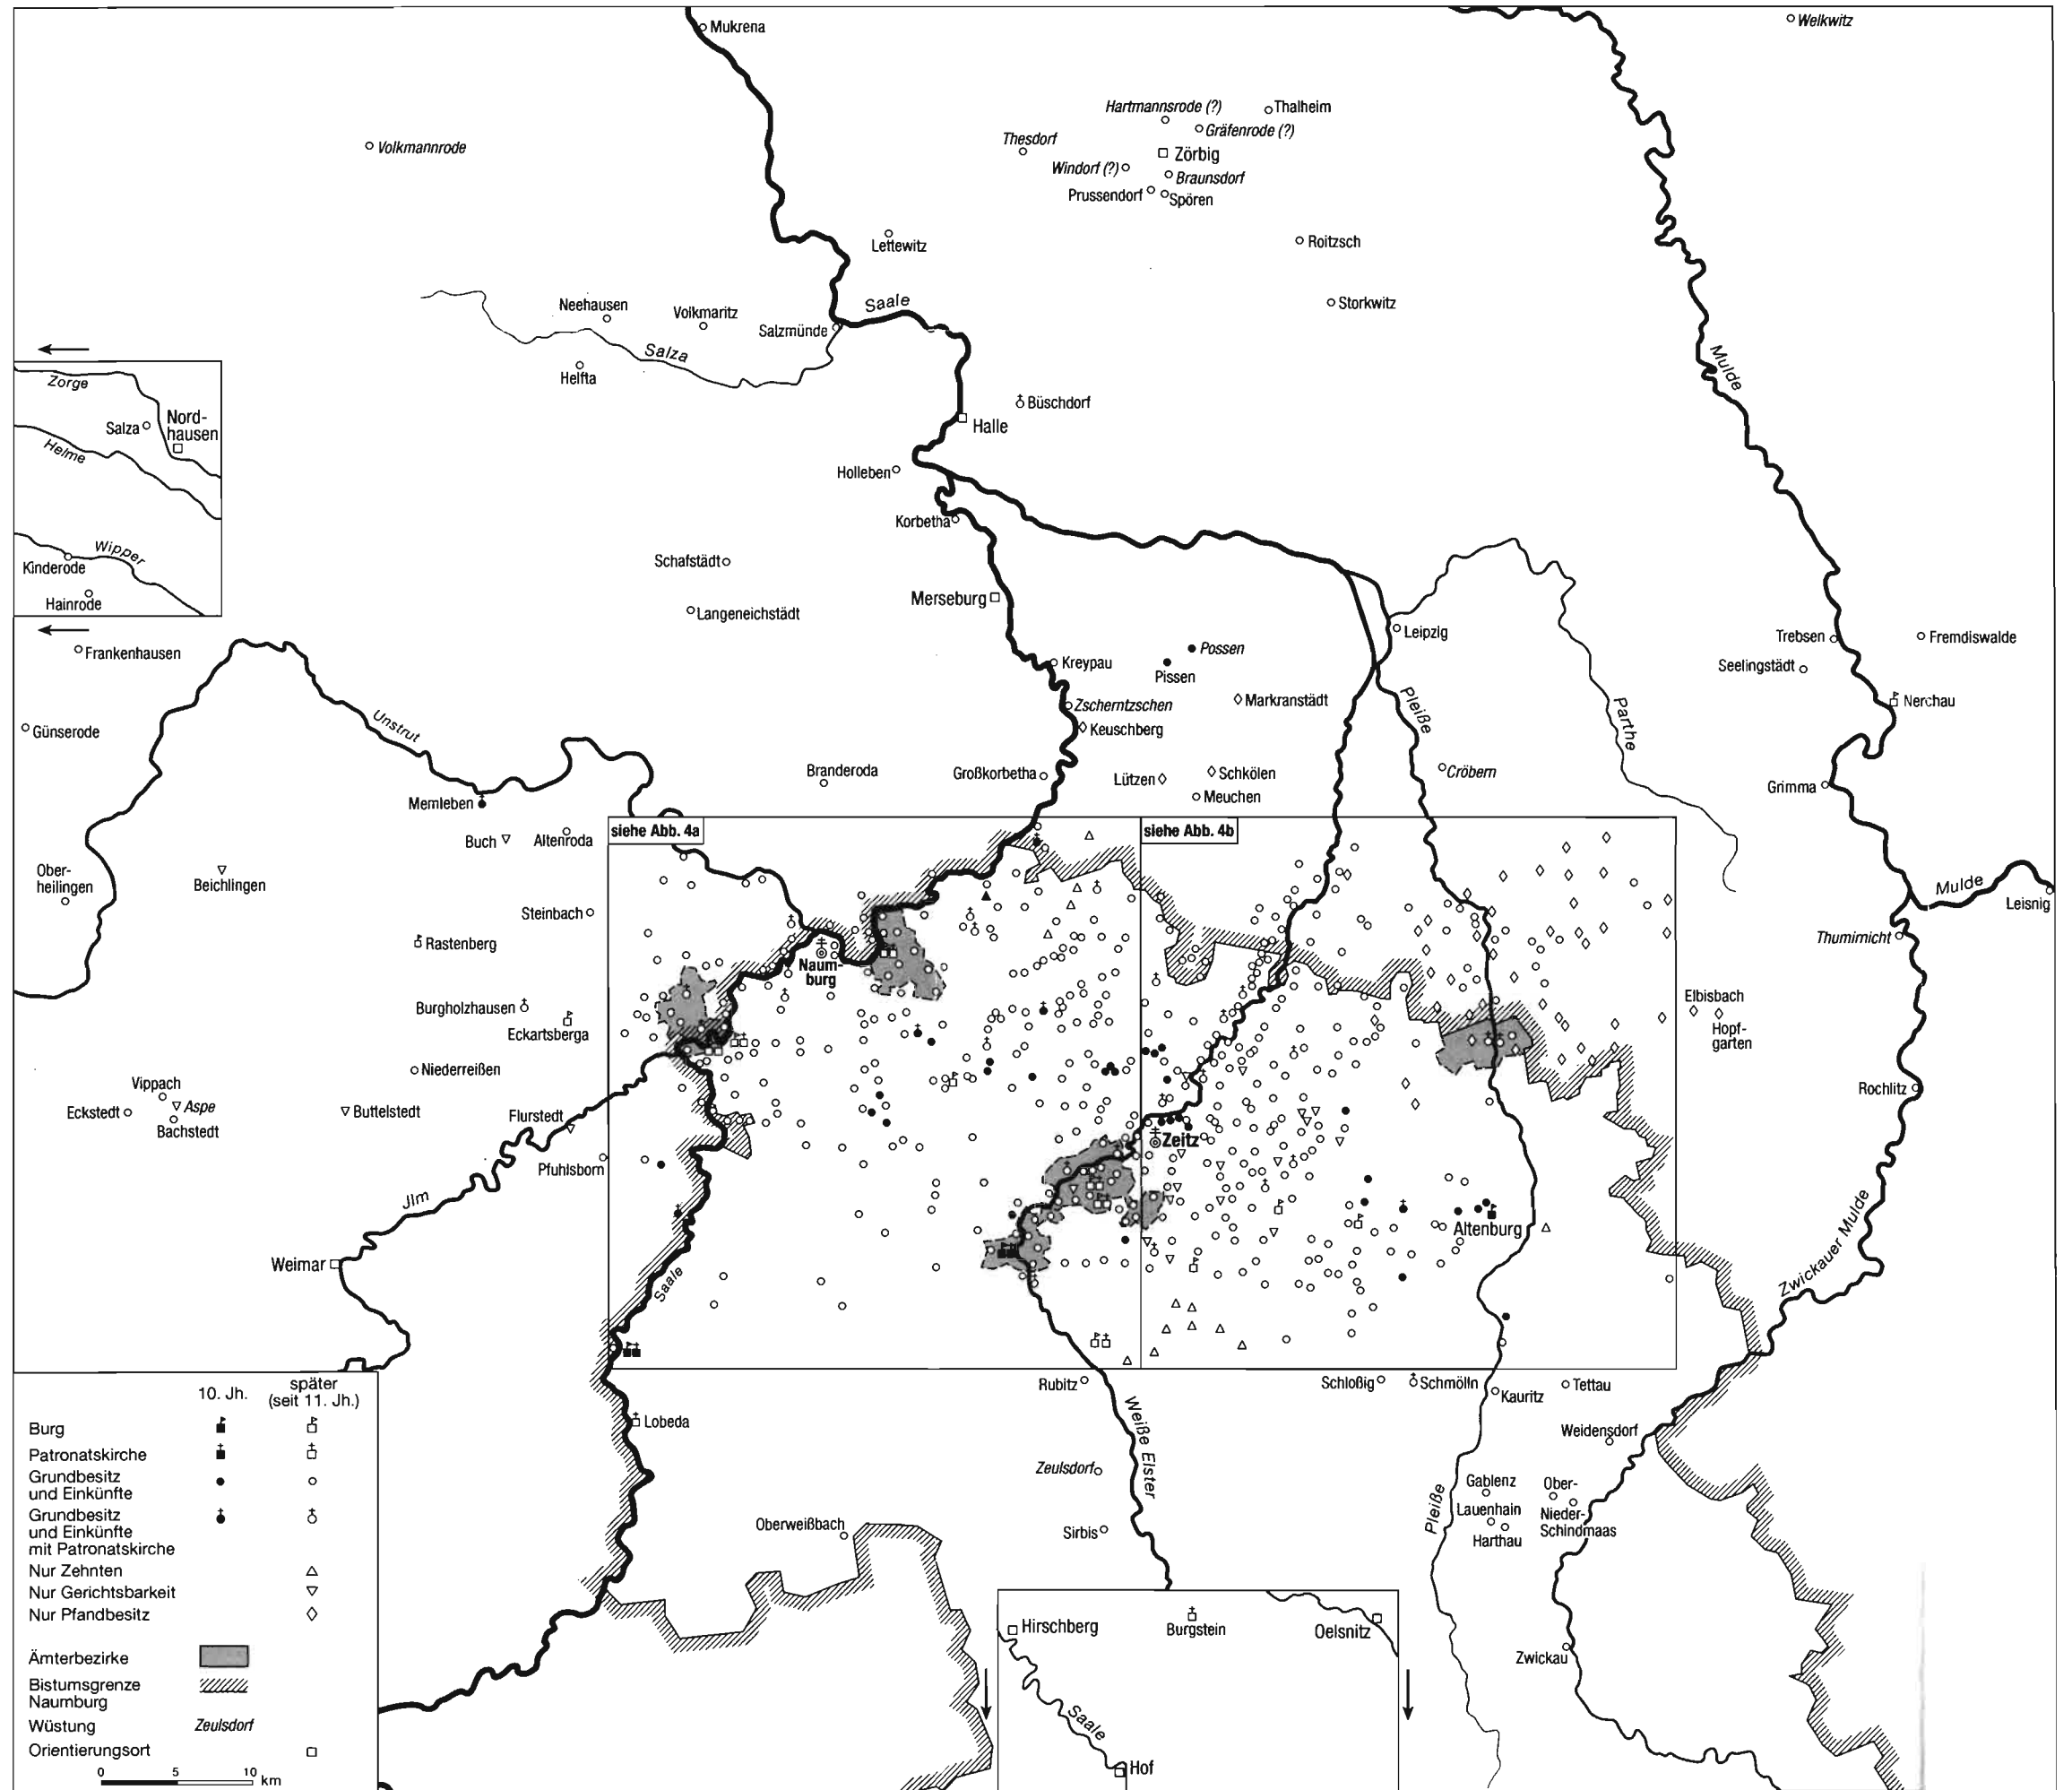 Mukrena
Welkwitz
Hartmannsrode (?)
Thalheim
Gräfenrode (?)
Thesdorf
Volkmannrode
Zörbig
Windorf (?)
Braunsdorf
Prussendorf
Spören
Lettewitz
Roitzsch
Saale
Neehausen
Volkmaritz
Salzmünde
Storkwitz
Salza
Helfta
Mulde
Zorge
Büschdorf
Nord-
hausen
Salza
Halle
Helme
Holleben
Korbetha
Wipper
Kinderode
Schafstädt
Hainrode
Merseburg
Langeneichstädt
Leipzig
Trebsen
Fremdiswalde
Frankenhausen
Possen
Kreypau
Pissen
Seelingstädt
Zscherntzschen
Markranstädt
Nerchau
Pleiße
Parthe
Günserode
Unstrut
Keuschberg
Branderoda
Großkorbetha
Lützen
Schkölen
Cröbern
Meuchen
Grimma
Memleben
siehe Abb. 4a
siehe Abb. 4b
Buch
Altenroda
Ober-
heilingen
Beichlingen
Mulde
Leisnig
Steinbach
Rastenberg
Thumirnicht
Naum-
burg
Burgholzhausen
Elbisbach
Eckartsberga
Hopf-
garten
Niederreißen
Vippach
Rochlitz
Eckstedt
Aspe
Buttelstedt
Flurstedt
Bachstedt
Zeitz
Pfuhlsborn
Jlm
Altenburg
Weimar
Saale
Zwickauer Mulde
10. Jh.
später
(seit 11. Jh.)
Rubitz
Schloßig
Schmölln
Kauritz
Tettau
Burg
Lobeda
Weiße Elster
Weidensdorf
Patronatskirche
Grundbesitz
und Einkünfte
Zeulsdorf
Gablenz
Ober-
Grundbesitz
und Einkünfte
mit Patronatskirche
Lauenhain
Nieder-
Schindmaas
Harthau
Oberweißbach
Sirbis
Pleiße
Nur Zehnten
Nur Gerichtsbarkeit
Nur Pfandbesitz
Hirschberg
Burgstein
Oelsnitz
Zwickau
Ämterbezirke
Bistumsgrenze
Naumburg
Saale
Wüstung
Zeulsdorf
Orientierungsort
Hof
0 5 10 km